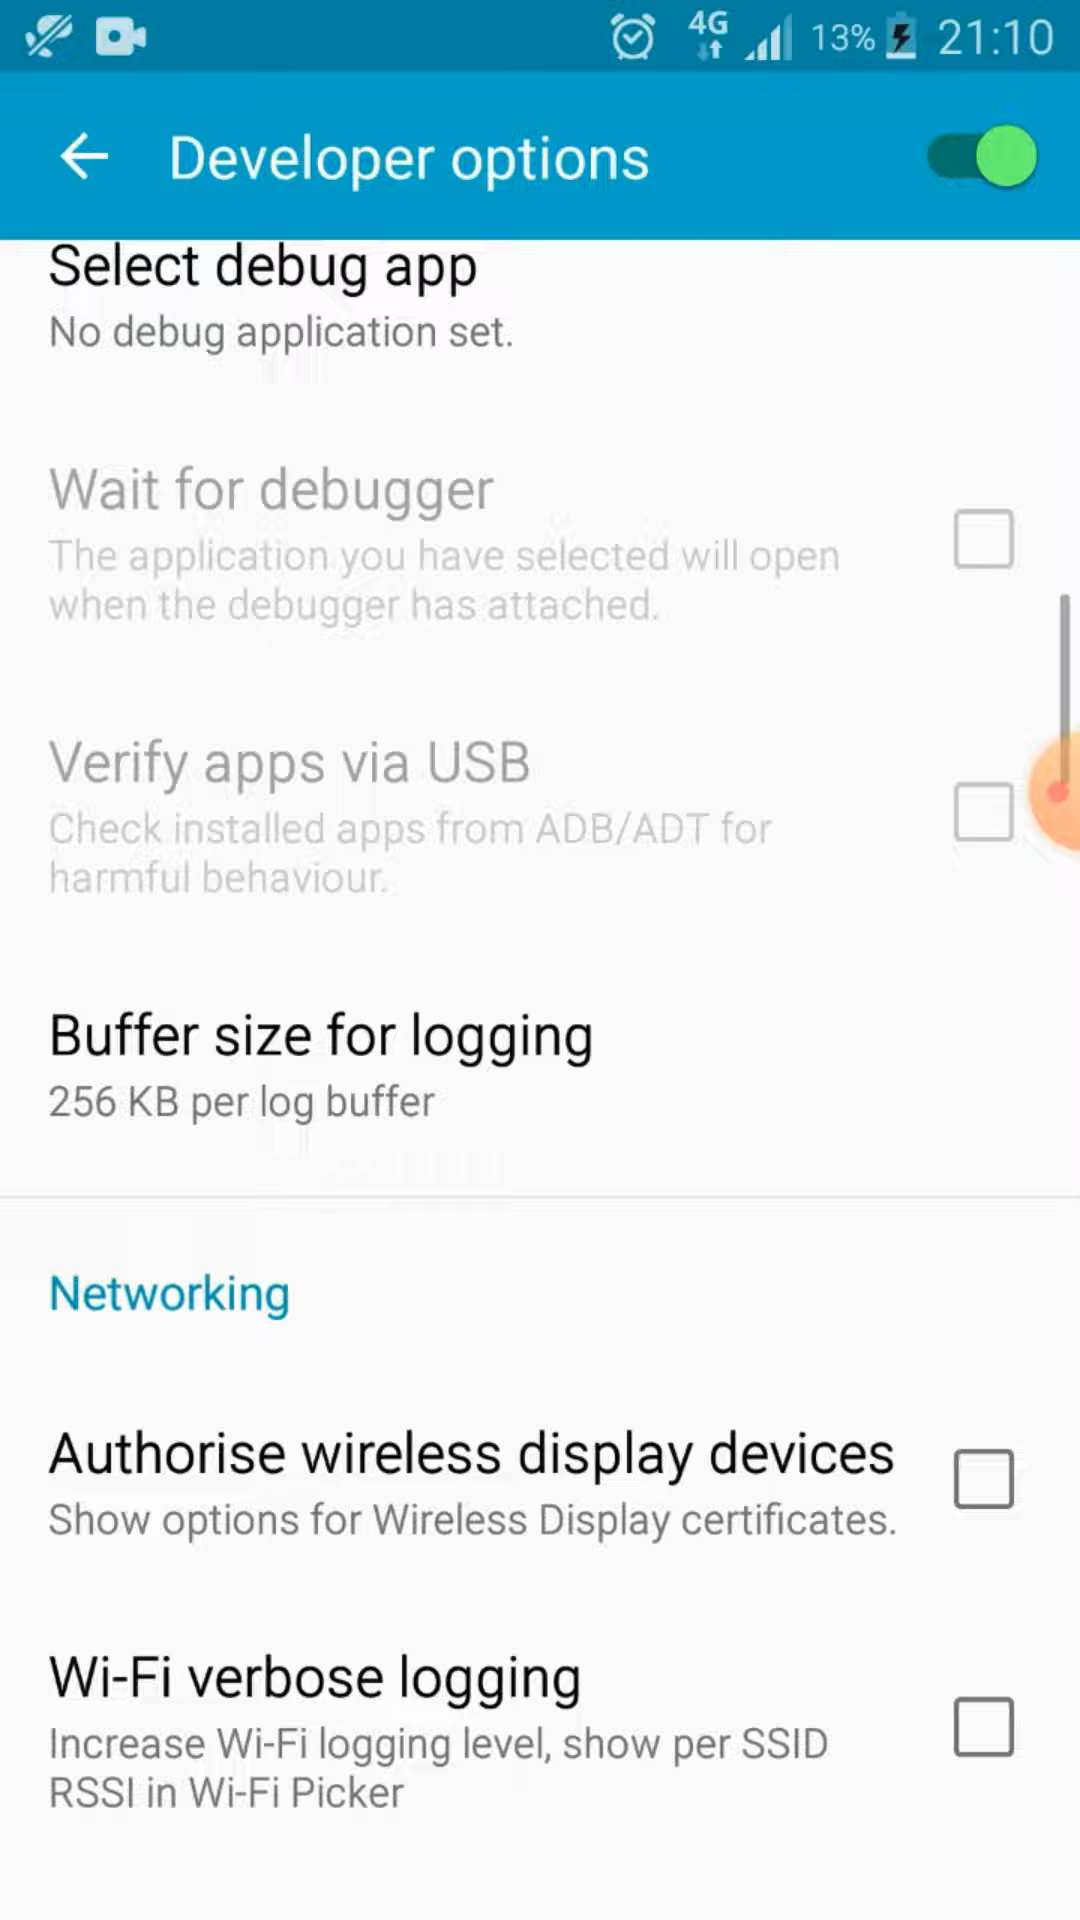 4G 13% 21:10
Developer options
Select debug app
No debug application set.
Wait for debugger
The application you have selected will open
when the debugger has attached.
Verify apps via USB
Check installed apps from ADB/ADT for
harmful behaviour.
Buffer size for logging
256 KB per log buffer
Networking
Authorise wireless display devices
Show options for Wireless Display certificates.
Wi-Fi verbose logging
Increase Wi-Fi logging level, show per SSID
RSSI in Wi-Fi Picker